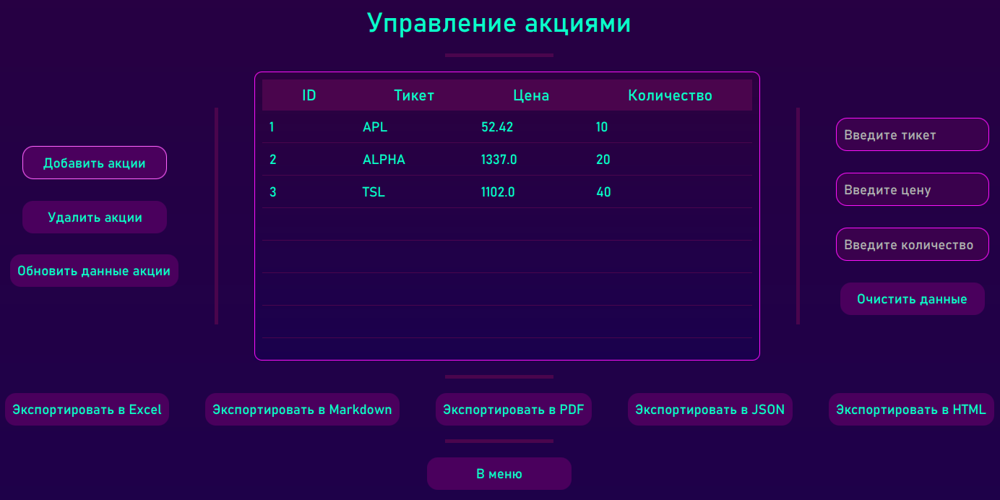 Управление акциями
ID Тикет Цена Количество
1 APL 52.42 10
2 ALPHA 1337.0 20
3 TSL 1102.0 40
Добавить акции
Удалить акции
Обновить данные акции
Введите тикет
Введите цену
Введите количество
Очистить данные
Экспортировать в Excel
Экспортировать в Markdown
Экспортировать в PDF
Экспортировать в JSON
Экспортировать в HTML
В меню